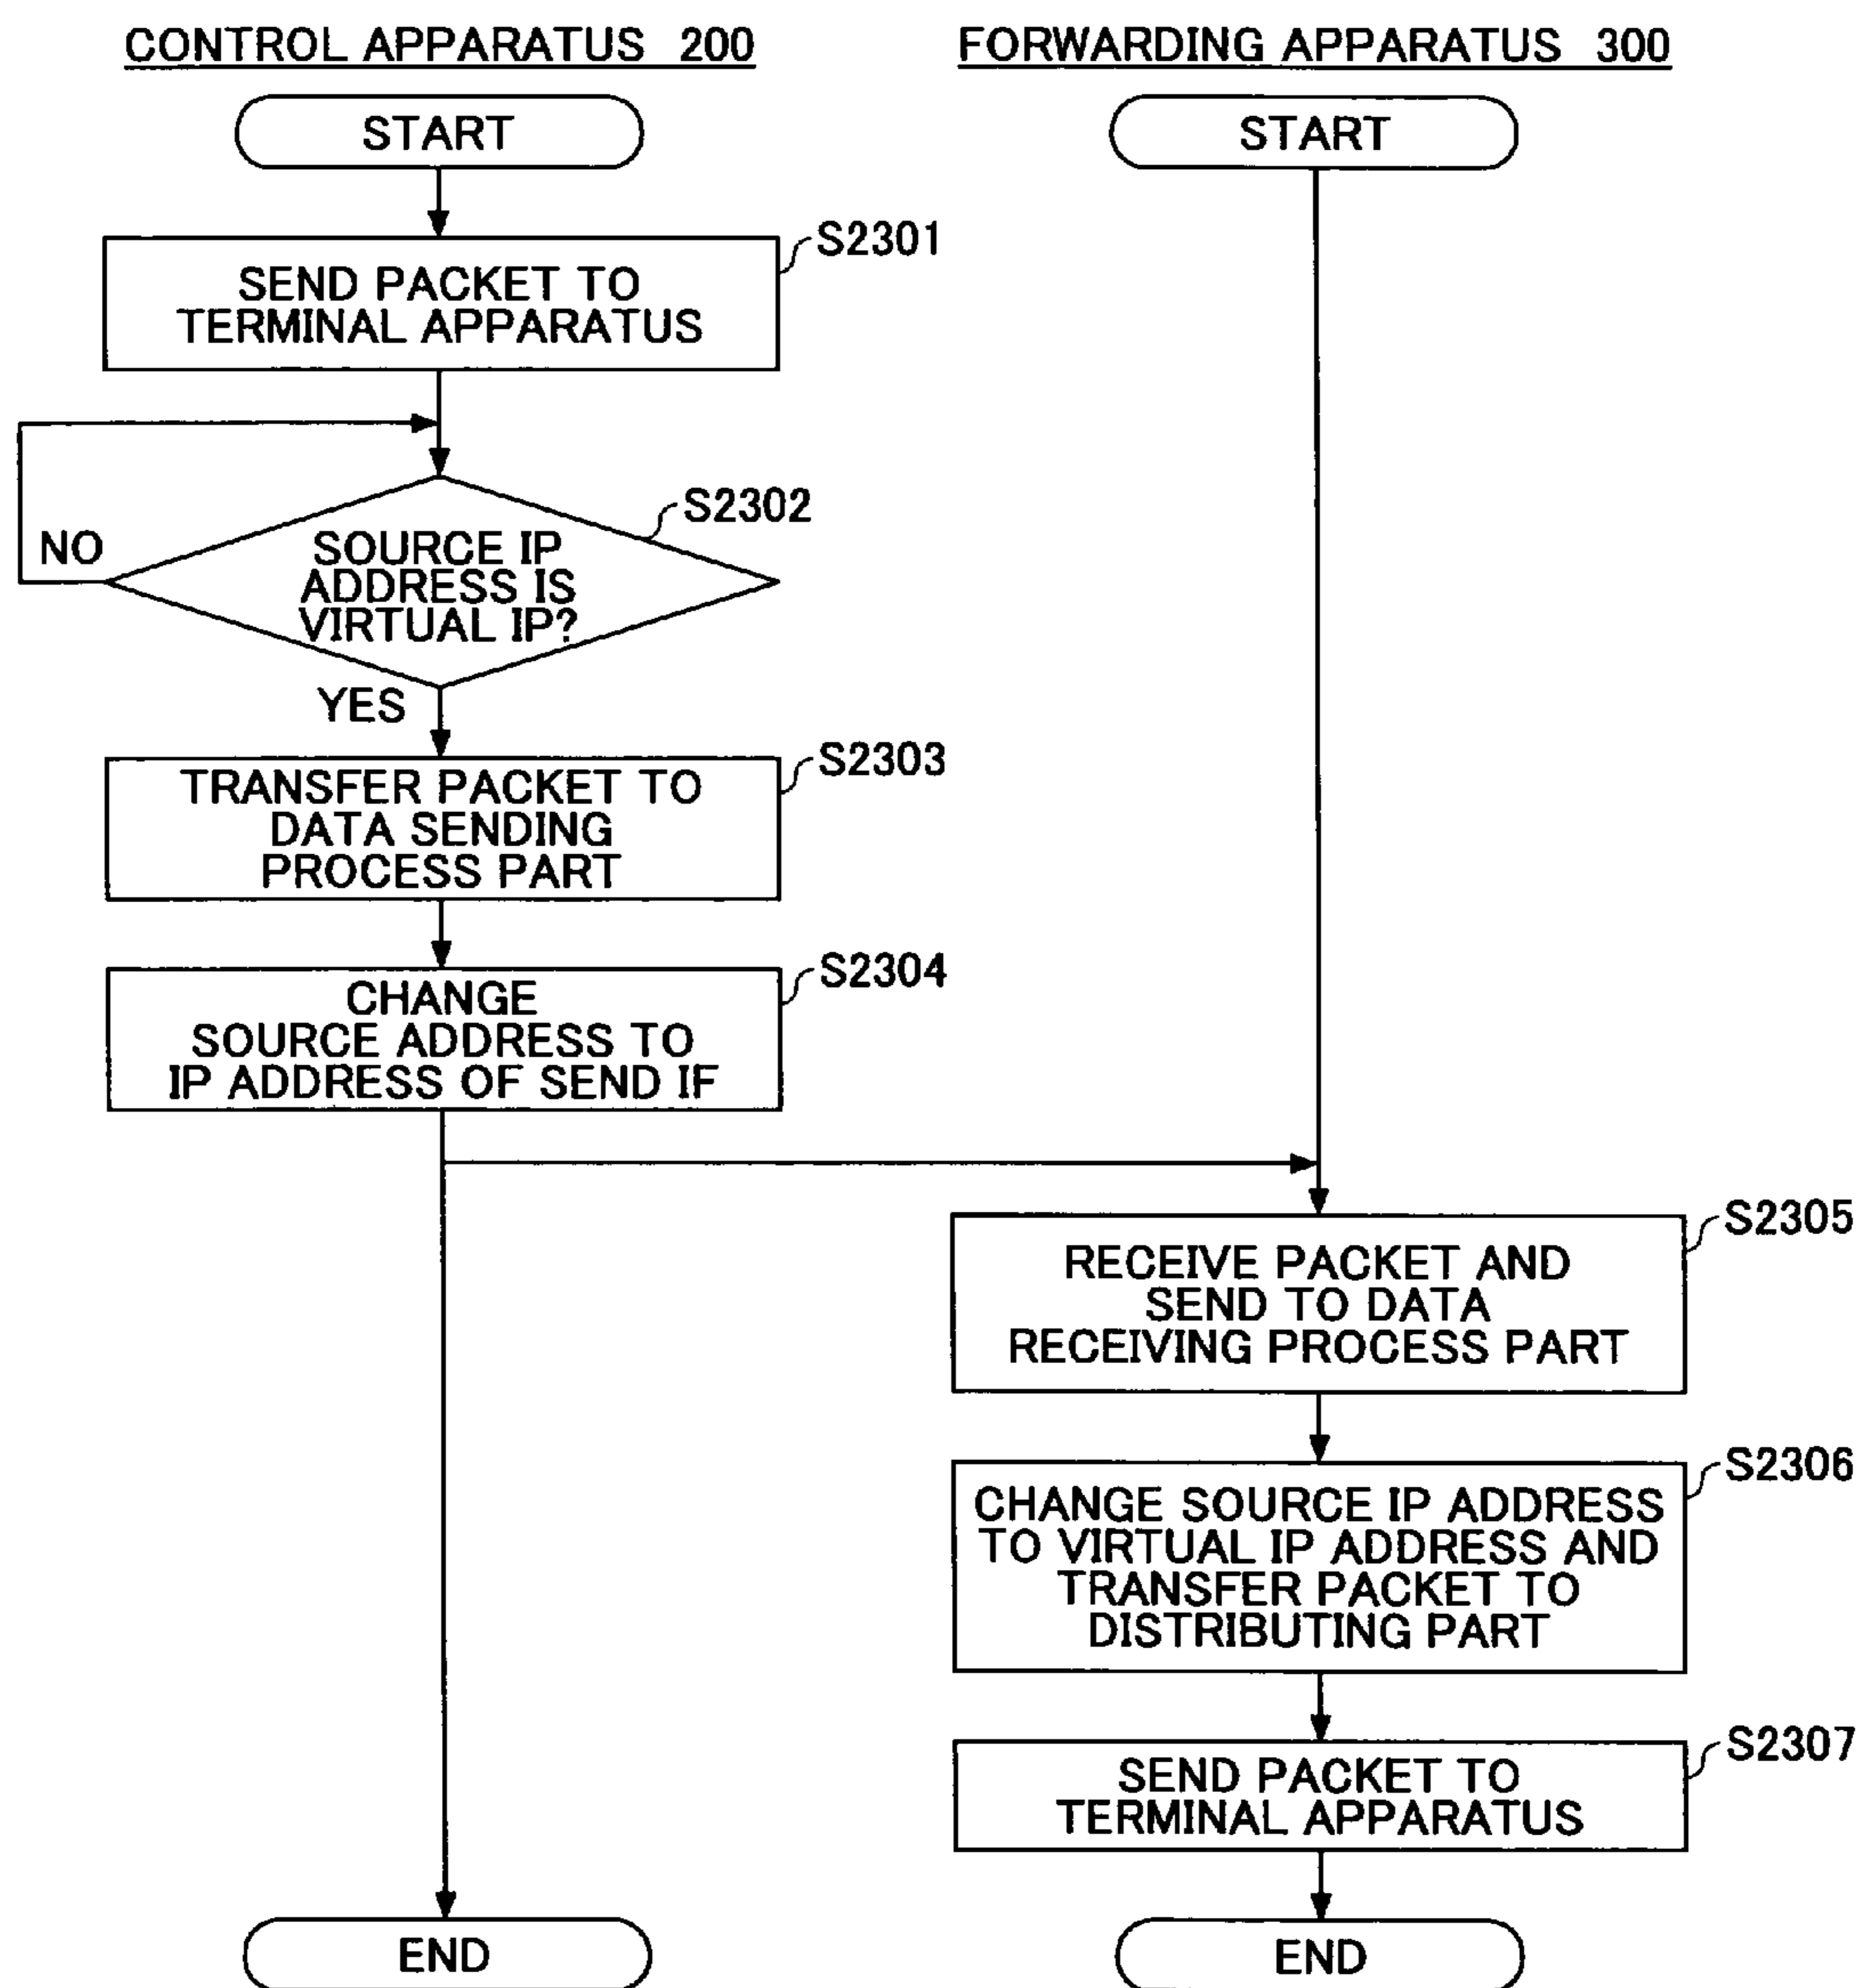 CONTROL APPARATUS 200
FORWARDING APPARATUS 300
START
START
S2301
SEND PACKET TO
TERMINAL APPARATUS
S2302
NO
SOURCE IP
ADDRESS IS
VIRTUAL IP?
YES
S2303
TRANSFER PACKET TO
DATA SENDING
PROCESS PART
S2304
CHANGE
SOURCE ADDRESS TO
IP ADDRESS OF SEND IF
S2305
RECEIVE PACKET AND
SEND TO DATA
RECEIVING PROCESS PART
S2306
CHANGE SOURCE IP ADDRESS
TO VIRTUAL IP ADDRESS AND
TRANSFER PACKET TO
DISTRIBUTING PART
S2307
SEND PACKET TO
TERMINAL APPARATUS
END
END